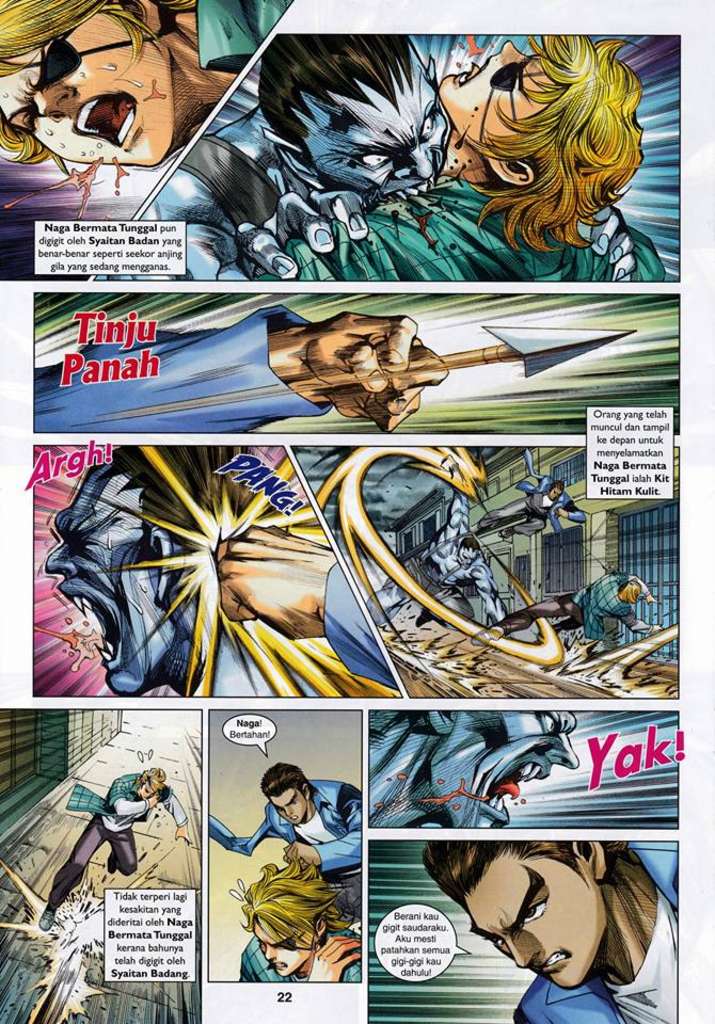 Naga Bermata Tunggal pun
digigit oleh Syaitan Badan yang
benar-benar seperti seekor anjing
gila yang sedang mengganas.
Tinju
Panah
Orang yang telah
muncul dan tampil
ke depan untuk
menyelamatkan
Naga Bermata
Tunggal ialah Kit
Hitam Kulit.
Argh!
PANG!
Tidak terperi lagi
kesakitan yang
dideritai oleh Naga
Bermata Tunggal
kerana bahunya
telah digigit oleh
Syaitan Badang.
Naga!
Bertahan!
Yak!
Berani kau
gigit saudaraku.
Aku mesti
patahkan semua
gigi-gigi kau
dahulu!
22